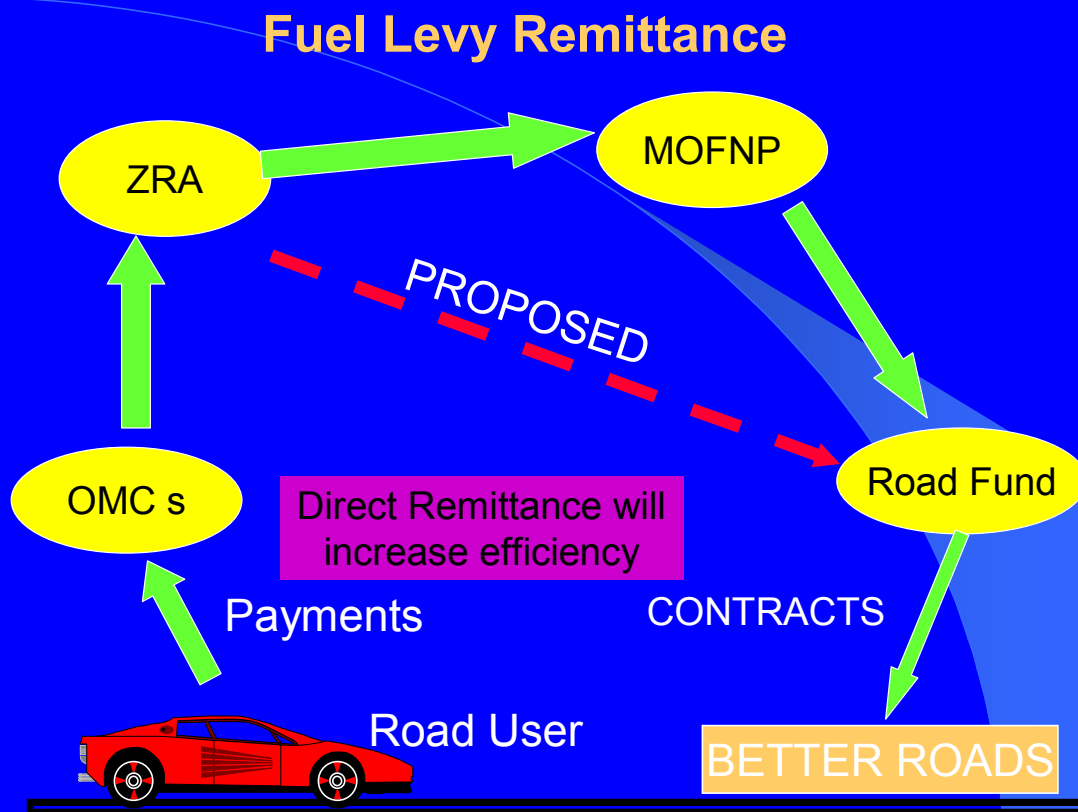 Fuel Levy Remittance
MOFNP
ZRA
PROPOSED
Road Fund
OMC s
Direct Remittance will
increase efficiency
Payments
CONTRACTS
Road User
BETTER ROADS